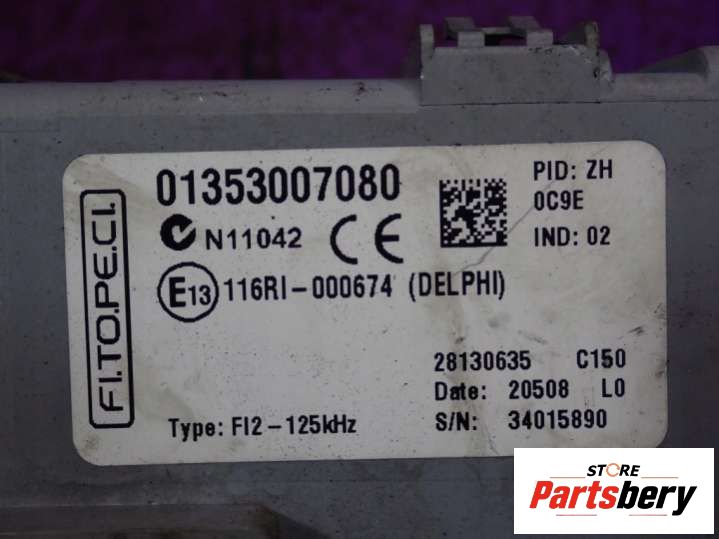 FI.TO.PE.C.I.
01353007080
N11042 CE
PID: ZH
0C9E
IND: 02
E13 116RI-000674 (DELPHI)
28130635 C150
Date: 20508 L0
Type: FI2-125kHz
S/N: 34015890
STORE
Partsbery